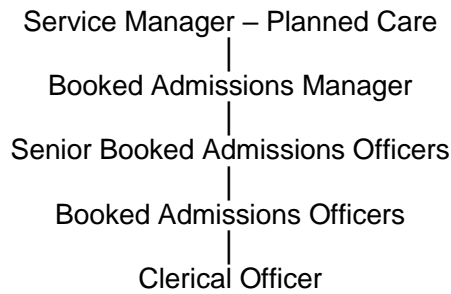 Service Manager – Planned Care
Booked Admissions Manager
Senior Booked Admissions Officers
Booked Admissions Officers
Clerical Officer